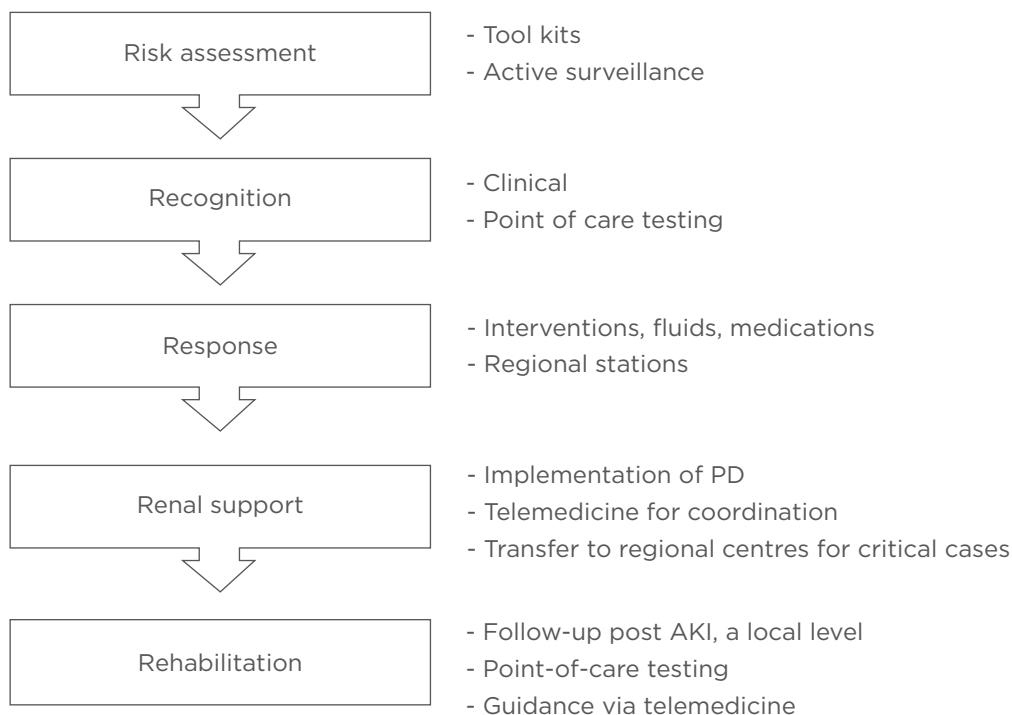 Risk assessment
- Tool kits
- Active surveillance
Recognition
- Clinical
- Point of care testing
Response
- Interventions, fluids, medications
- Regional stations
Renal support
- Implementation of PD
- Telemedicine for coordination
- Transfer to regional centres for critical cases
Rehabilitation
- Follow-up post AKI, a local level
- Point-of-care testing
- Guidance via telemedicine